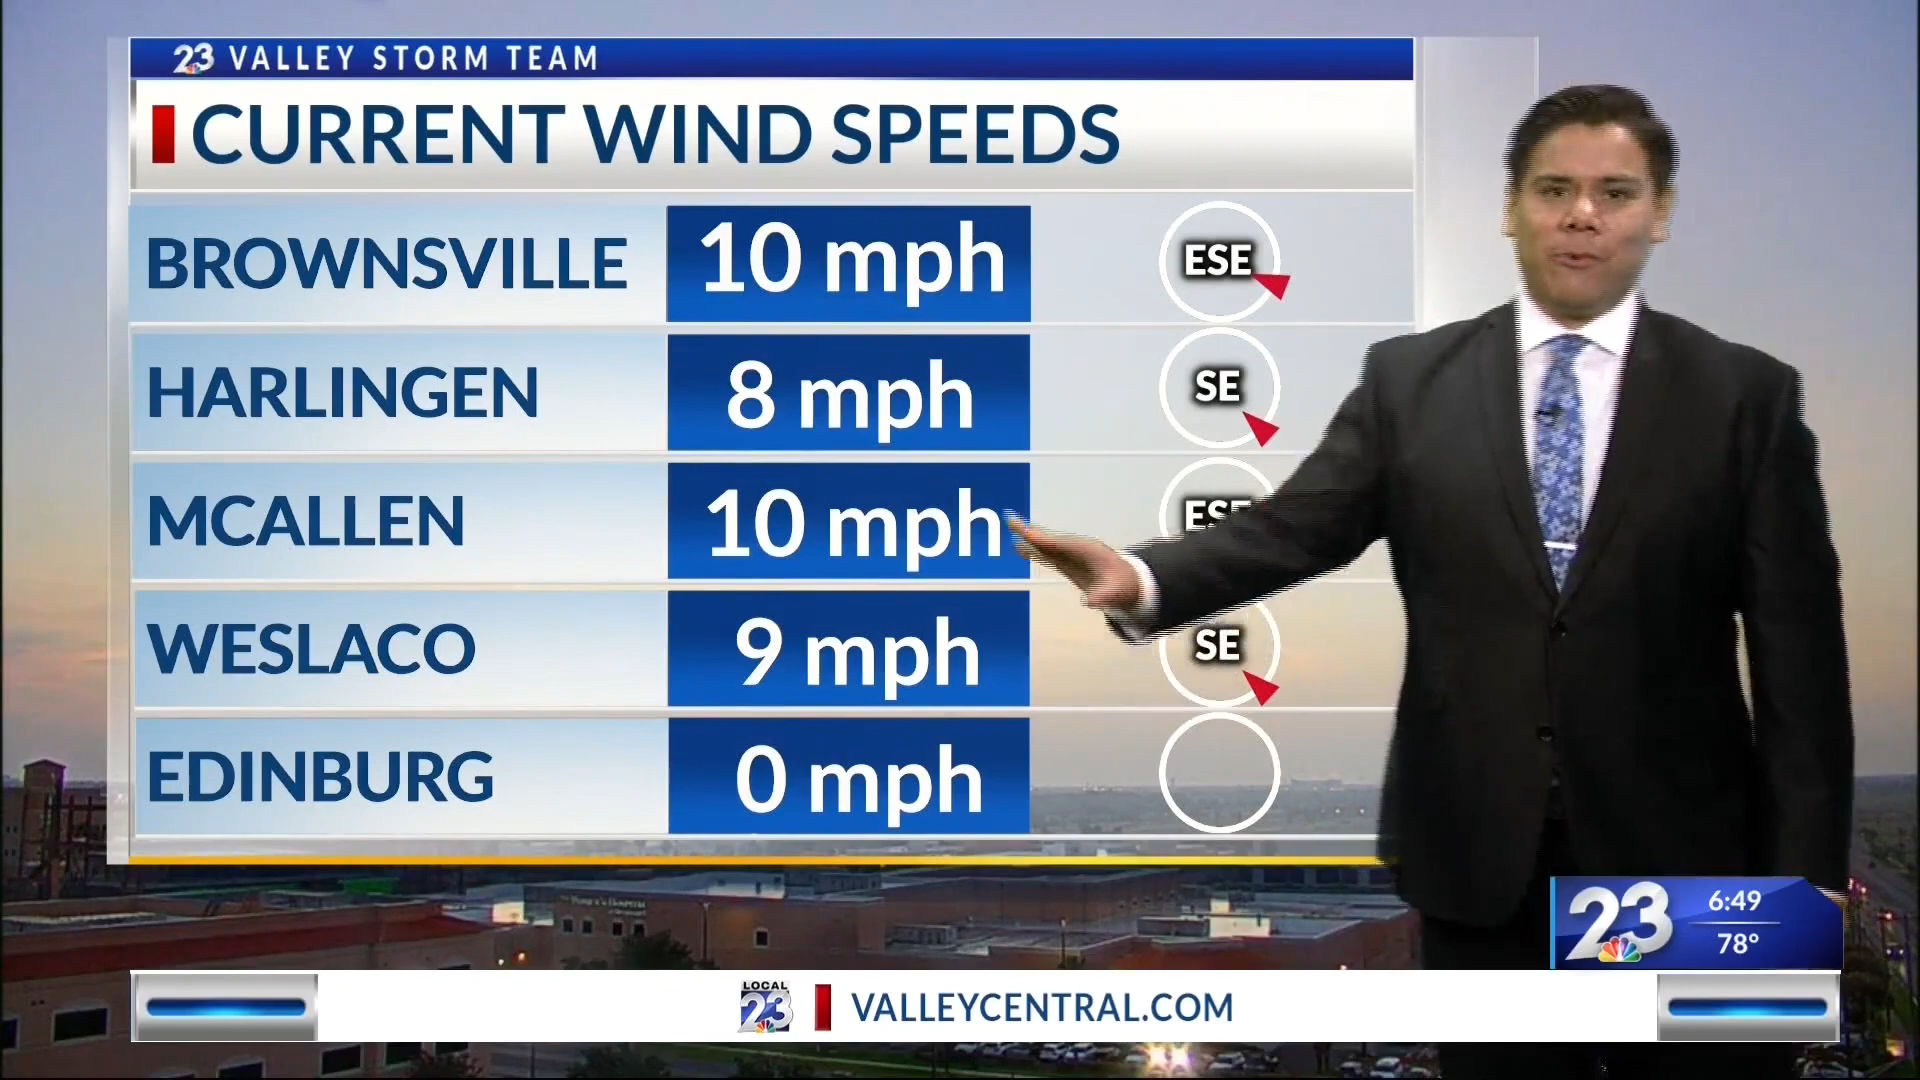 23 VALLEY STORM TEAM
CURRENT WIND SPEEDS
BROWNSVILLE 10 mph ESE
HARLINGEN 8 mph SE
MCALLEN 10 mph ESE
WESLACO 9 mph SE
EDINBURG 0 mph
23 6:49
78°
LOCAL
23 VALLEYCENTRAL.COM